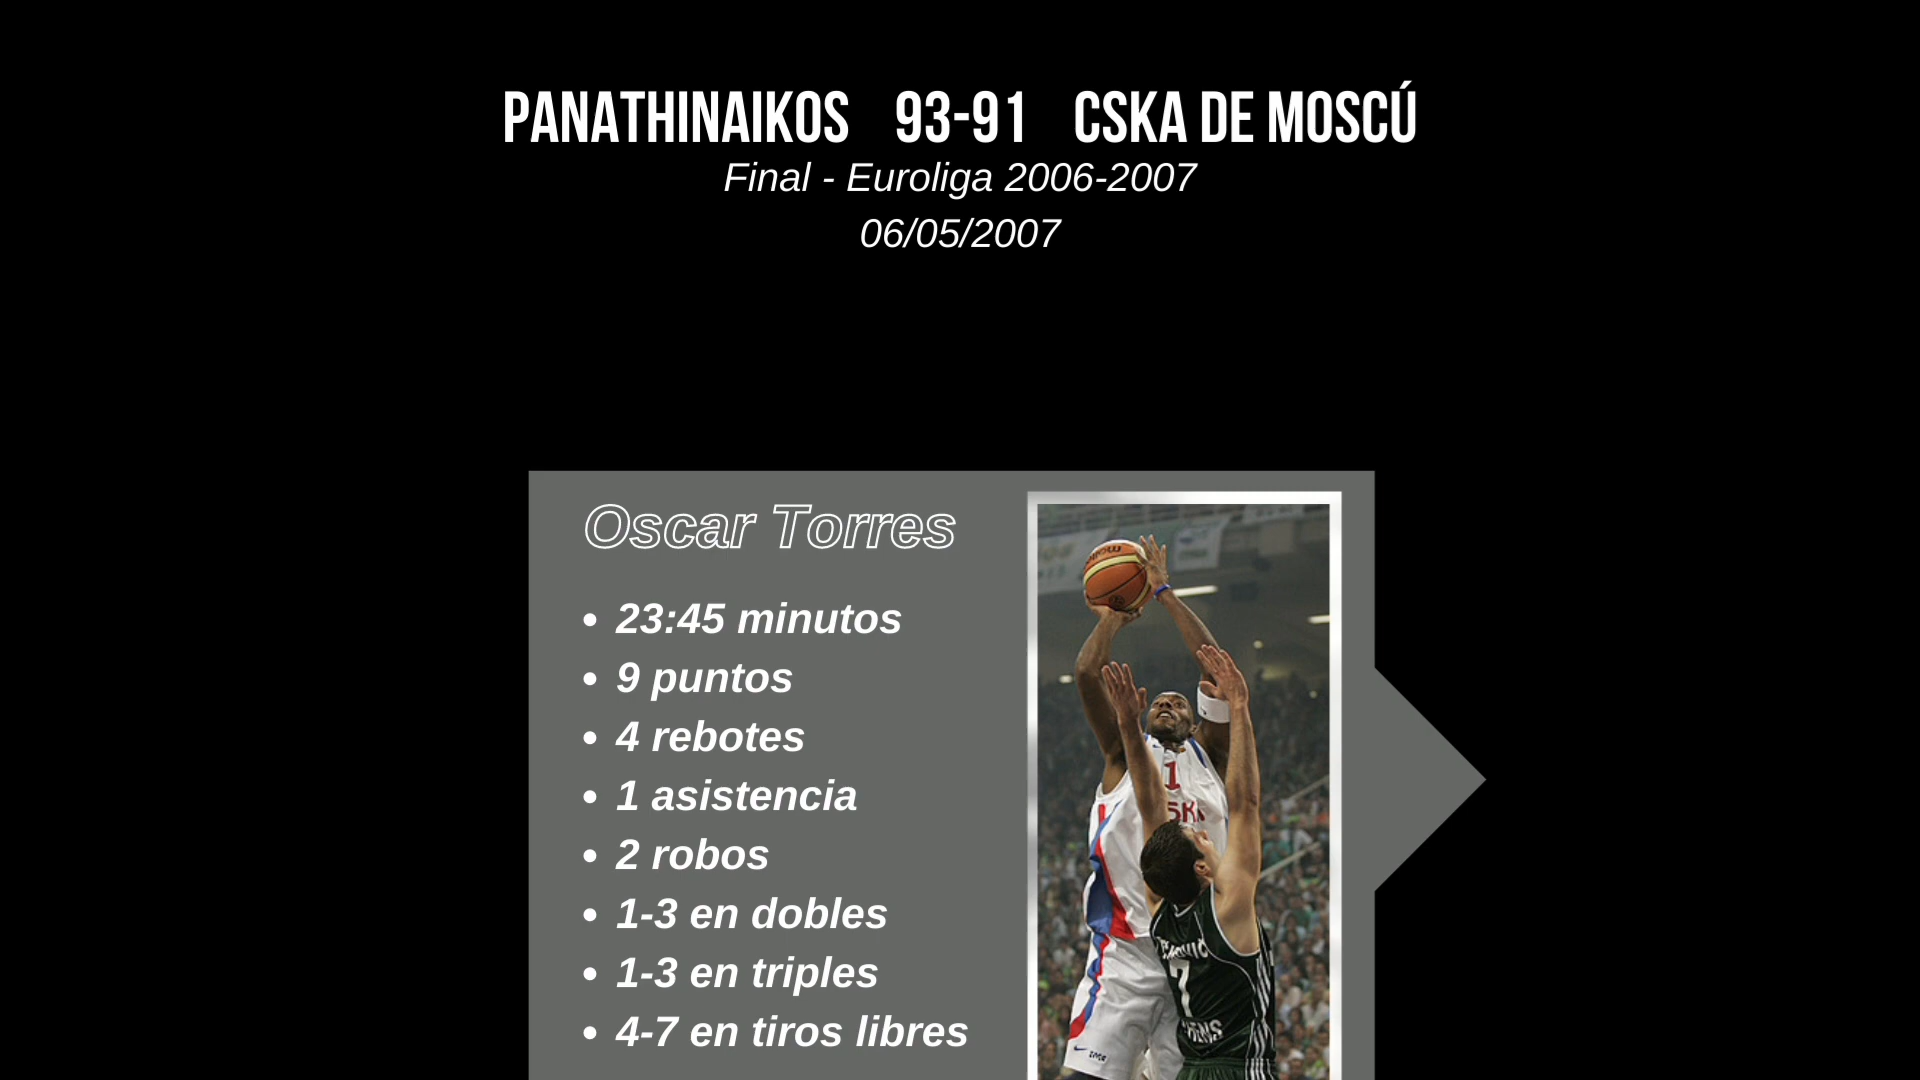 PANATHINAIKOS 93-91 CSKA DE MOSCÚ
Final - Euroliga 2006-2007
06/05/2007
Oscar Torres
• 23:45 minutos
• 9 puntos
• 4 rebotes
• 1 asistencia
• 2 robos
• 1-3 en dobles
• 1-3 en triples
• 4-7 en tiros libres
1
7